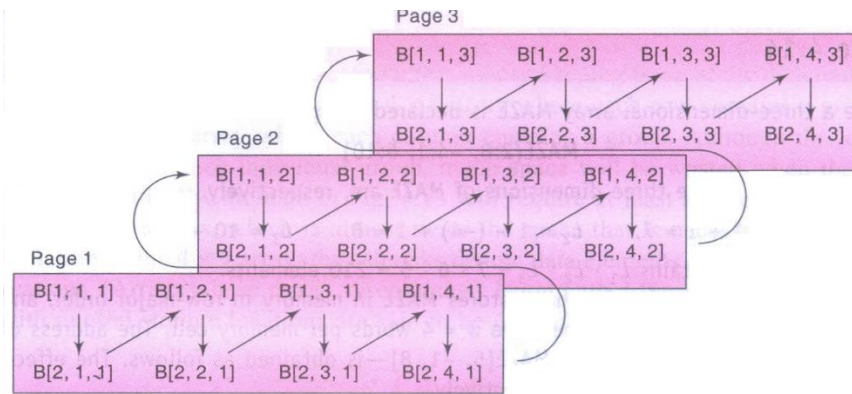 Page 3
B[1, 1, 3] B[1, 2, 3] B[1, 3, 3] B[1, 4, 3]
B[2, 1, 3] B[2, 2, 3] B[2, 3, 3] B[2, 4, 3]
Page 2
B[1, 1, 2] B[1, 2, 2] B[1, 3, 2] B[1, 4, 2]
B[2, 1, 2] B[2, 2, 2] B[2, 3, 2] B[2, 4, 2]
Page 1
B[1, 1, 1] B[1, 2, 1] B[1, 3, 1] B[1, 4, 1]
B[2, 1, 1] B[2, 2, 1] B[2, 3, 1] B[2, 4, 1]